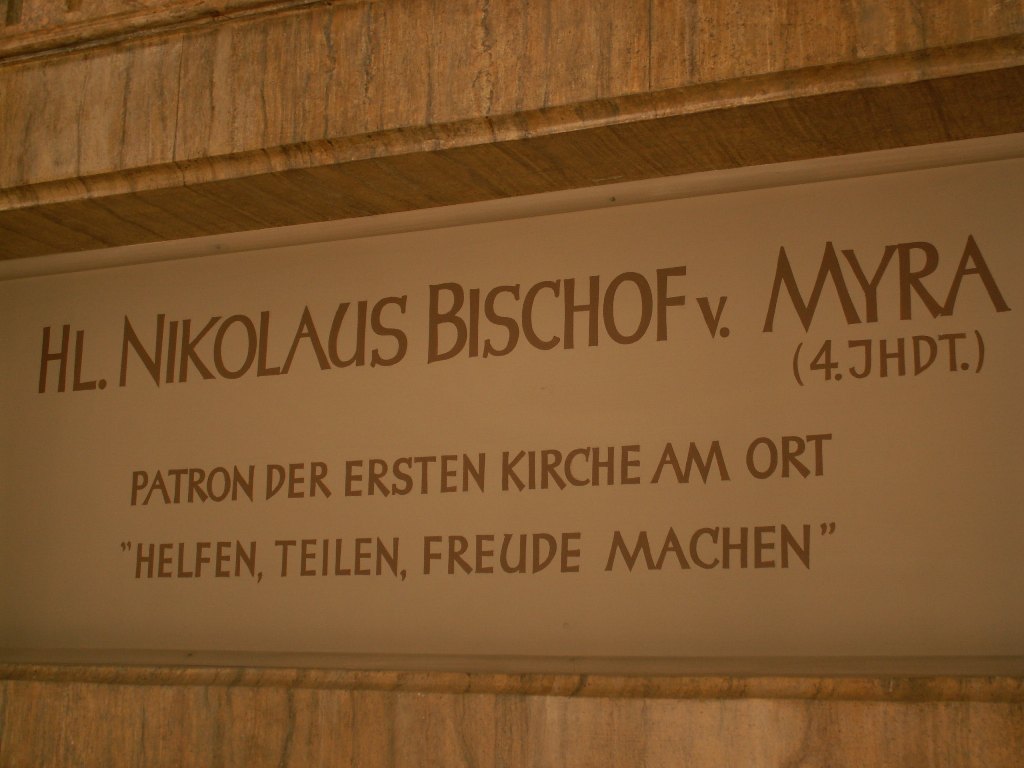 HL. NIKOLAUS BISCHOF v. MYRA
(4. JHDT.)
PATRON DER ERSTEN KIRCHE AM ORT
"HELFEN, TEILEN, FREUDE MACHEN"